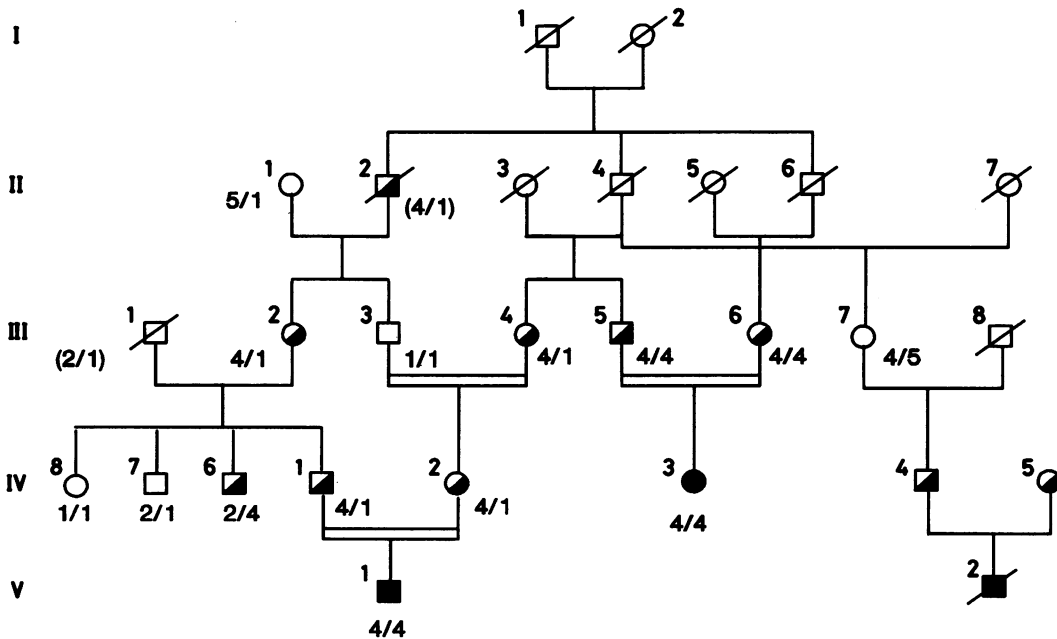 I 1 2
II 1 2 3 4 5 6 7
5/1 (4/1)
III 1 2 3 4 5 6 7 8
(2/1) 4/1 1/1 4/1 4/4 4/4 4/5
IV 8 7 6 1 2 3 4 5
1/1 2/1 2/4 4/1 4/1 4/4
V 1 2
4/4